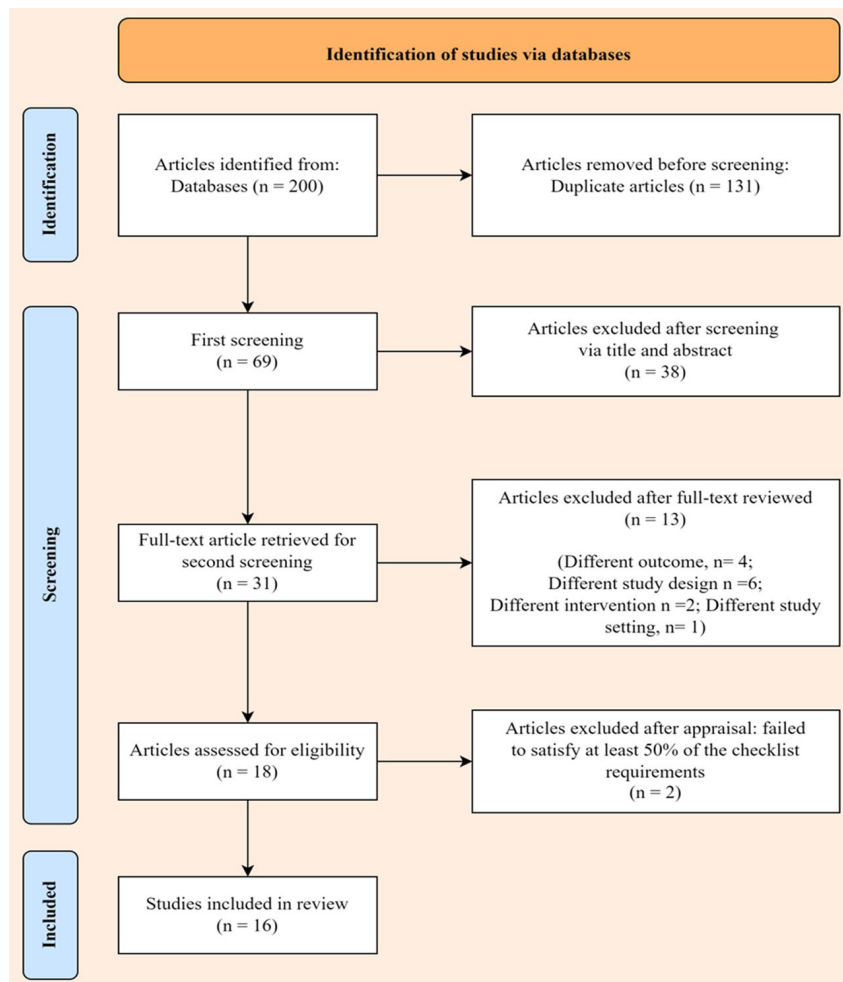 Identification of studies via databases
Identification
Articles identified from:
Databases (n = 200)
Articles removed before screening:
Duplicate articles (n = 131)
Screening
First screening
(n = 69)
Articles excluded after screening
via title and abstract
(n = 38)
Full-text article retrieved for
second screening
(n = 31)
Articles excluded after full-text reviewed
(n = 13)
(Different outcome, n= 4;
Different study design n =6;
Different intervention n =2; Different study
setting, n= 1)
Articles assessed for eligibility
(n = 18)
Articles excluded after appraisal: failed
to satisfy at least 50% of the checklist
requirements
(n = 2)
Included
Studies included in review
(n = 16)